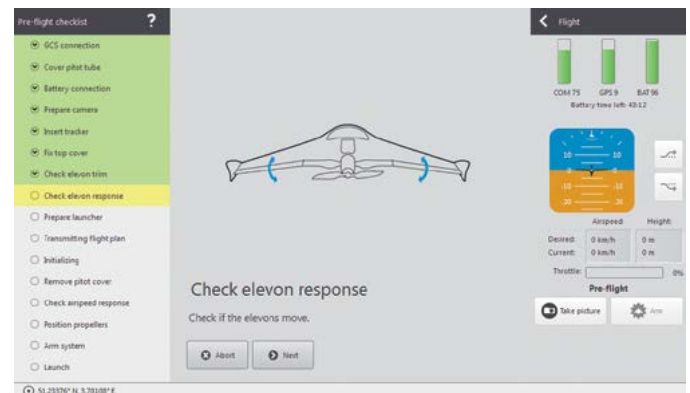 Pre-flight checklist ?
GCS connection
Cover pitot tube
Battery connection
Prepare camera
Insert tracker
Fix top cover
Check elevon trim
Check elevon response
Prepare launcher
Transmitting flight plan
Initializing
Remove pitot cover
Check airspeed response
Position propellers
Arm system
Launch
51.23376° N 3.78108° E
Check elevon response
Check if the elevons move.
Abort Next
Flight
COM 75 GPS 9 BAT 96
Battery time left: 43:12
10 10
-10 -10
-20 -20
Airspeed: Height:
Desired: 0 km/h 0 m
Current: 0 km/h 0 m
Throttle: 0%
Pre-flight
Take picture Arm